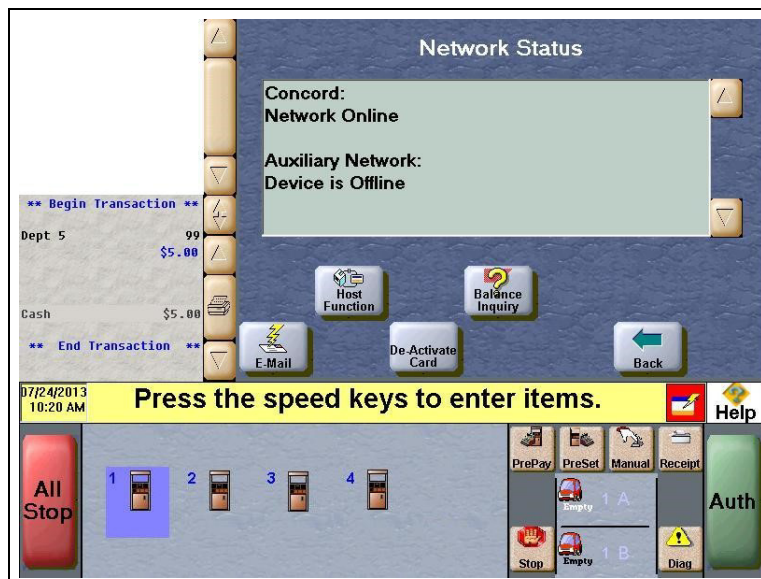 Network Status
Concord:
Network Online
Auxiliary Network:
Device is Offline
** Begin Transaction **
Dept 5 99
$5.00
Cash $5.00
** End Transaction **
Host
Function
Balance
Inquiry
E-Mail
De-Activate
Card
Back
07/24/2013
10:20 AM
Press the speed keys to enter items.
Help
All
Stop
1
2
3
4
PrePay
PreSet
Manual
Receipt
Empty
1 A
Stop
Empty
1 B
Diag
Auth